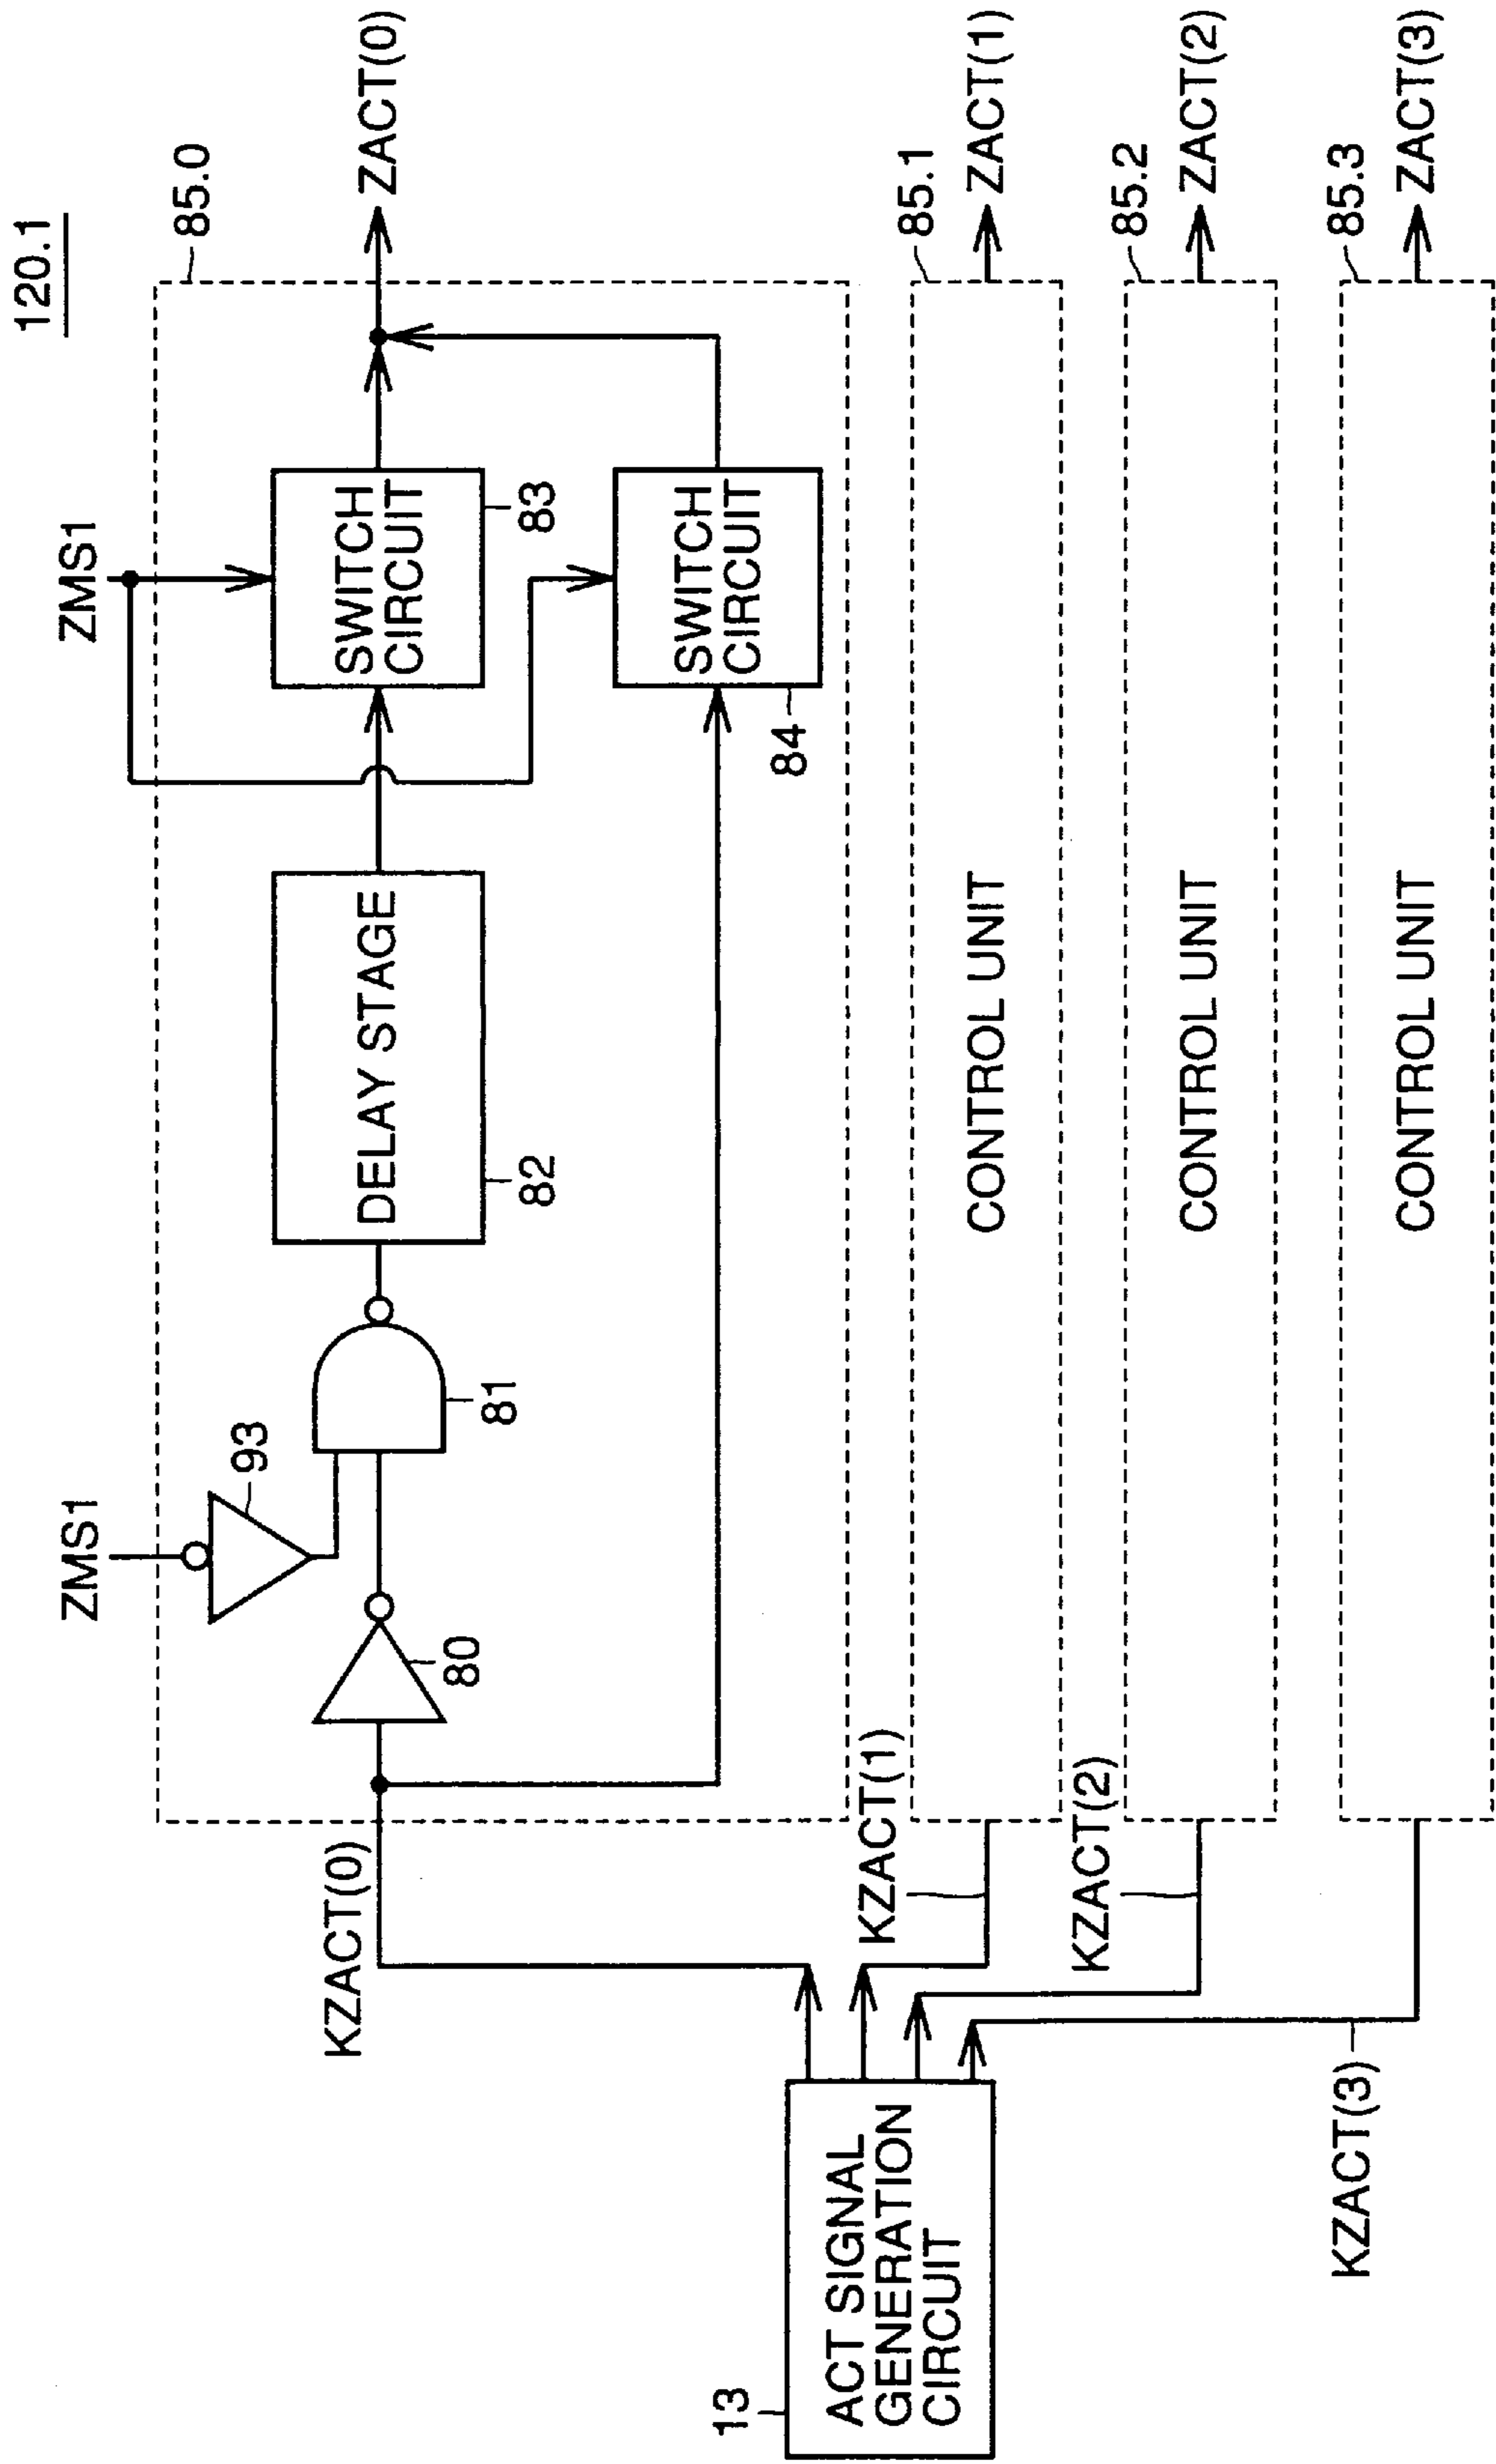 120.1
ZMS1
ZMS1
85.0
93
KZACT(0)
80
81
DELAY STAGE
82
SWITCH
CIRCUIT
83
ZACT(0)
SWITCH
CIRCUIT
84
13
ACT SIGNAL
GENERATION
CIRCUIT
KZACT(1)
CONTROL UNIT
85.1
ZACT(1)
KZACT(2)
CONTROL UNIT
85.2
ZACT(2)
KZACT(3)
CONTROL UNIT
85.3
ZACT(3)